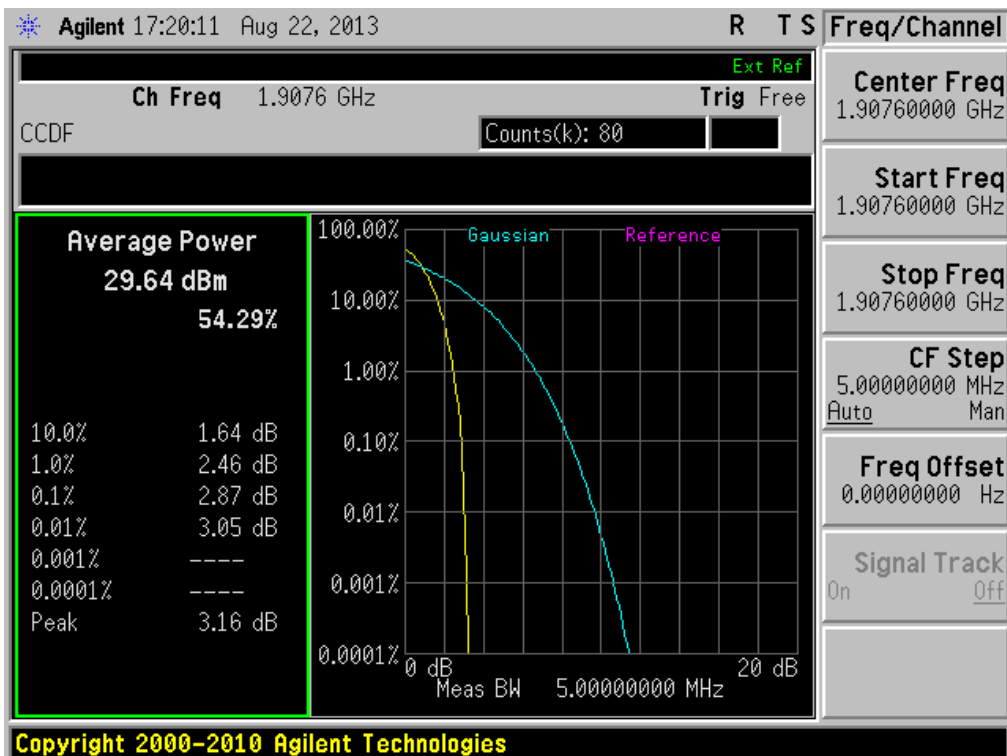 Agilent 17:20:11 Aug 22, 2013 R T S
Ext Ref
Ch Freq 1.9076 GHz Trig Free
CCDF Counts(k): 80
Average Power
29.64 dBm
54.29%
10.0% 1.64 dB
1.0% 2.46 dB
0.1% 2.87 dB
0.01% 3.05 dB
0.001% ----
0.0001% ----
Peak 3.16 dB
Gaussian Reference
100.00%
10.00%
1.00%
0.10%
0.01%
0.001%
0.0001%
0 dB 20 dB
Meas BW 5.00000000 MHz
Freq/Channel
Center Freq
1.90760000 GHz
Start Freq
1.90760000 GHz
Stop Freq
1.90760000 GHz
CF Step
5.00000000 MHz
Auto Man
Freq Offset
0.00000000 Hz
Signal Track
On Off
Copyright 2000-2010 Agilent Technologies